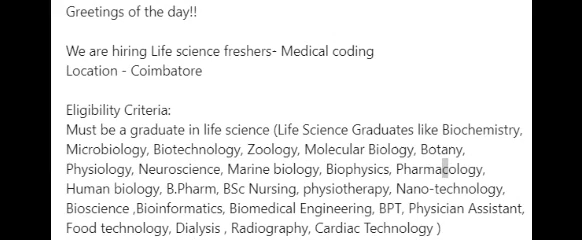 Greetings of the day!!
We are hiring Life science freshers- Medical coding
Location - Coimbatore
Eligibility Criteria:
Must be a graduate in life science (Life Science Graduates like Biochemistry,
Microbiology, Biotechnology, Zoology, Molecular Biology, Botany,
Physiology, Neuroscience, Marine biology, Biophysics, Pharmacology,
Human biology, B.Pharm, BSc Nursing, physiotherapy, Nano-technology,
Bioscience ,Bioinformatics, Biomedical Engineering, BPT, Physician Assistant,
Food technology, Dialysis , Radiography, Cardiac Technology )